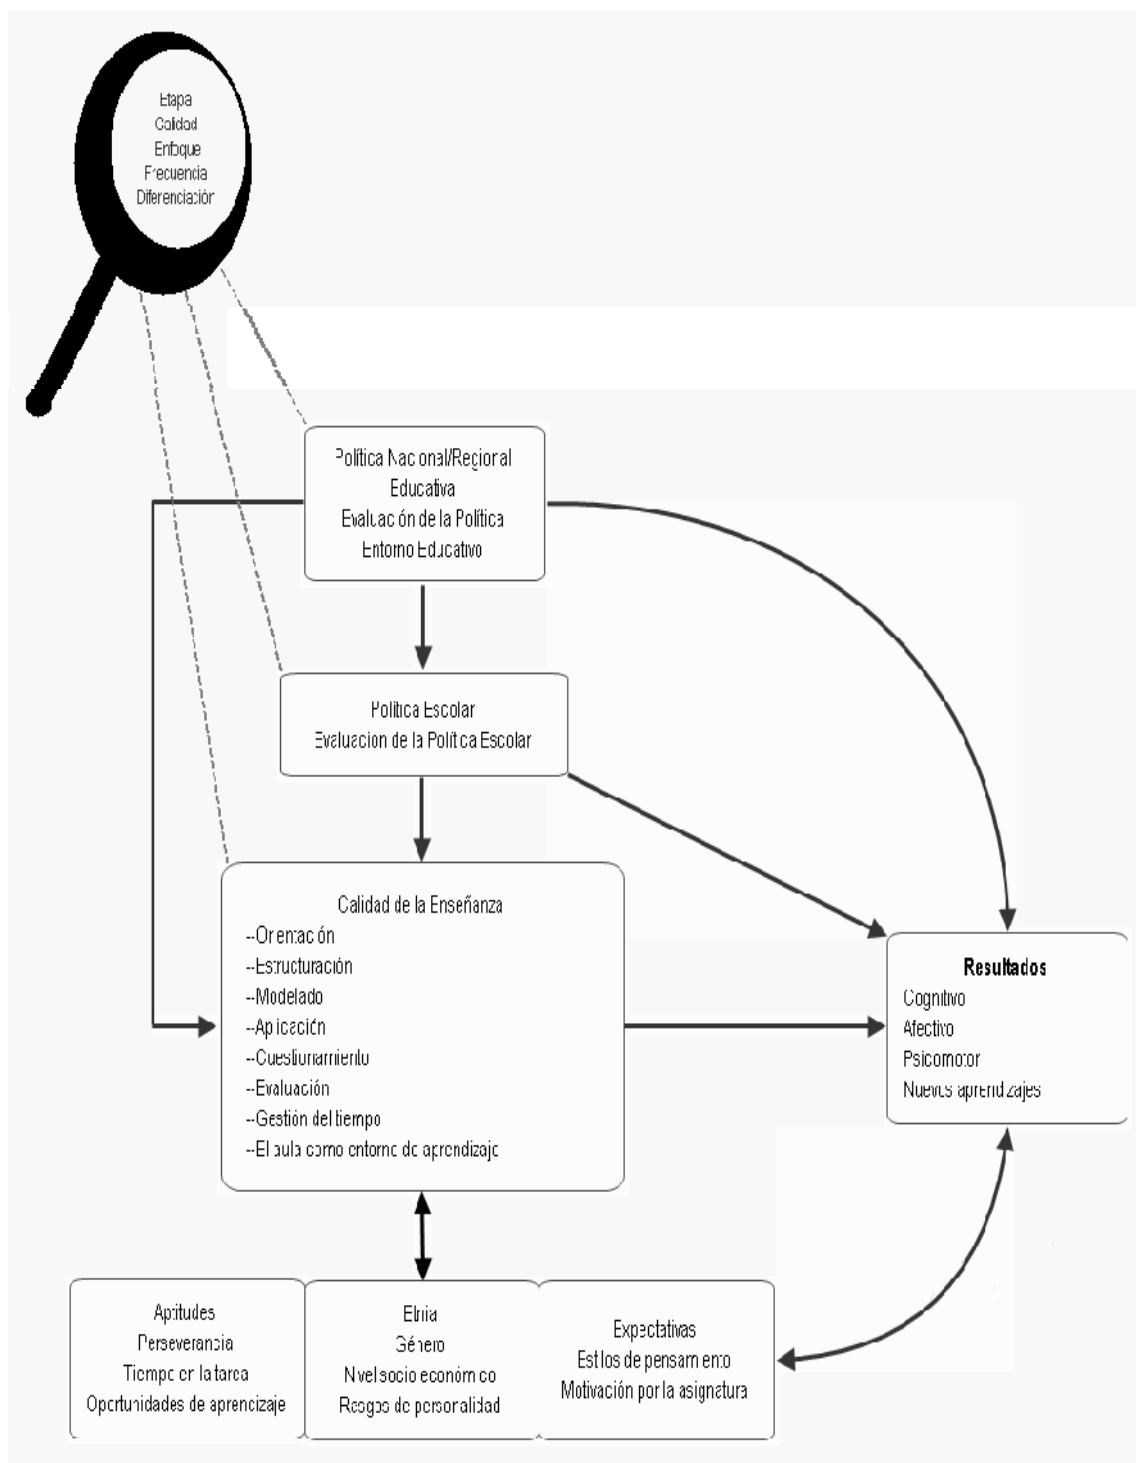 Etapa
Calidad
Enfoque
Frecuencia
Diferenciación
Política Nacional/Regional
Educativa
Evaluación de la Política
Entorno Educativo
Política Escolar
Evaluacion de la Política Escolar
Calidad de la Enseñanza
--Orientación
--Estructuración
--Modelado
--Aplicación
--Cuestionamiento
--Evaluación
--Gestión del tiempo
--El aula como entorno de aprendizaje
Resultados
Cognitivo
Afectivo
Psicomotor
Nuevos aprendizajes
Aptitudes
Perseverancia
Tiempo en la tarea
Oportunidades de aprendizaje
Etnia
Género
Nivel socio económico
Rasgos de personalidad
Expectativas
Estilos de pensamiento
Motivación por la asignatura